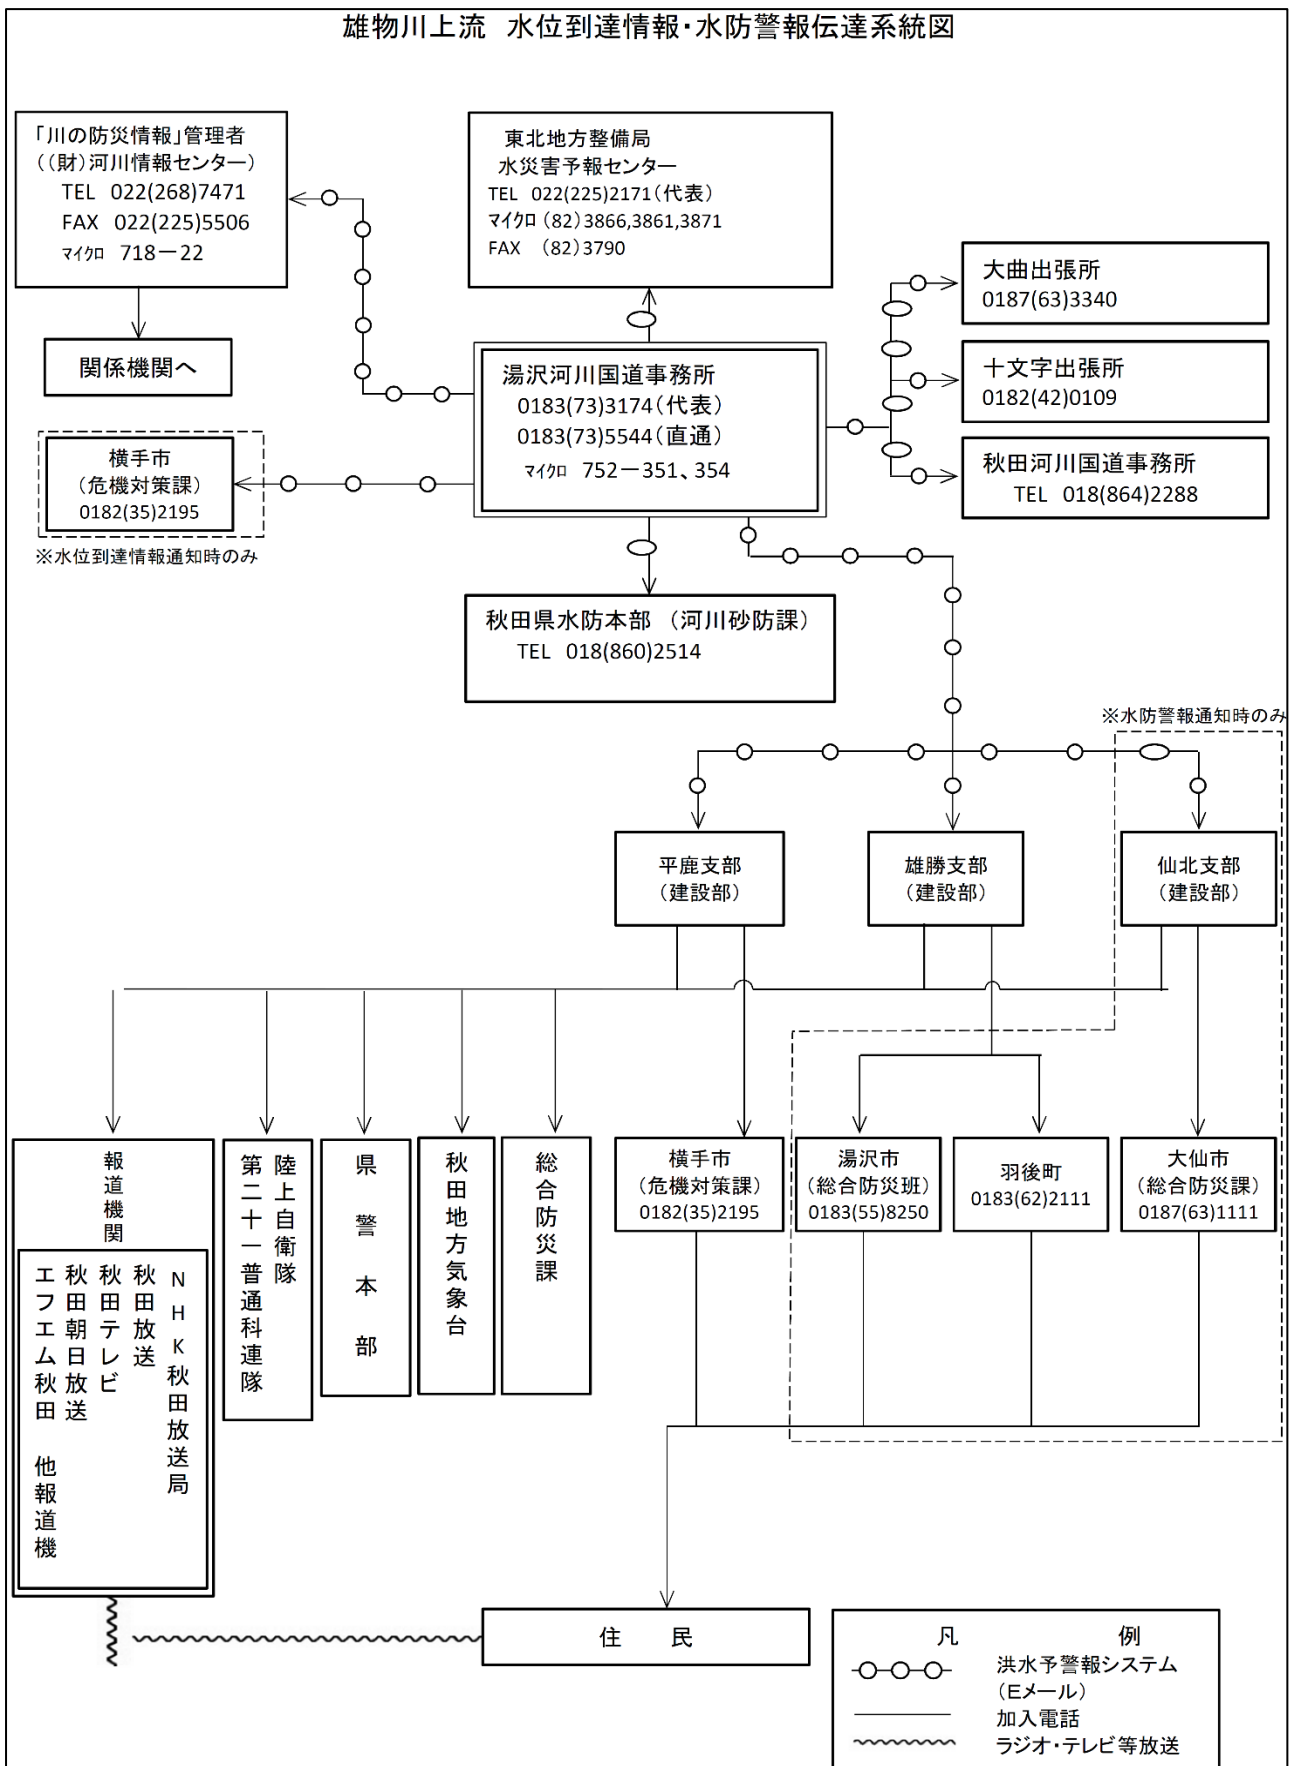 雄物川上流 水位到達情報・水防警報伝達系統図
「川の防災情報」管理者
((財)河川情報センター)
TEL 022(268)7471
FAX 022(225)5506
マイクロ 718－22
関係機関へ
東北地方整備局
水災害予報センター
TEL 022(225)2171(代表)
マイクロ(82)3866,3861,3871
FAX (82)3790
大曲出張所
0187(63)3340
十文字出張所
0182(42)0109
秋田河川国道事務所
TEL 018(864)2288
湯沢河川国道事務所
0183(73)3174(代表)
0183(73)5544(直通)
マイクロ 752－351、354
横手市
(危機対策課)
0182(35)2195
※水位到達情報通知時のみ
秋田県水防本部 (河川砂防課)
TEL 018(860)2514
※水防警報通知時のみ
平鹿支部
(建設部)
雄勝支部
(建設部)
仙北支部
(建設部)
報道機関
NHK秋田放送局
秋田放送
秋田テレビ
秋田朝日放送
エフエム秋田 他報道機
陸上自衛隊
第二十一普通科連隊
県警本部
秋田地方気象台
総合防災課
横手市
(危機対策課)
0182(35)2195
湯沢市
(総合防災班)
0183(55)8250
羽後町
0183(62)2111
大仙市
(総合防災課)
0187(63)1111
住 民
凡 例
洪水予警報システム
(Eメール)
加入電話
ラジオ・テレビ等放送